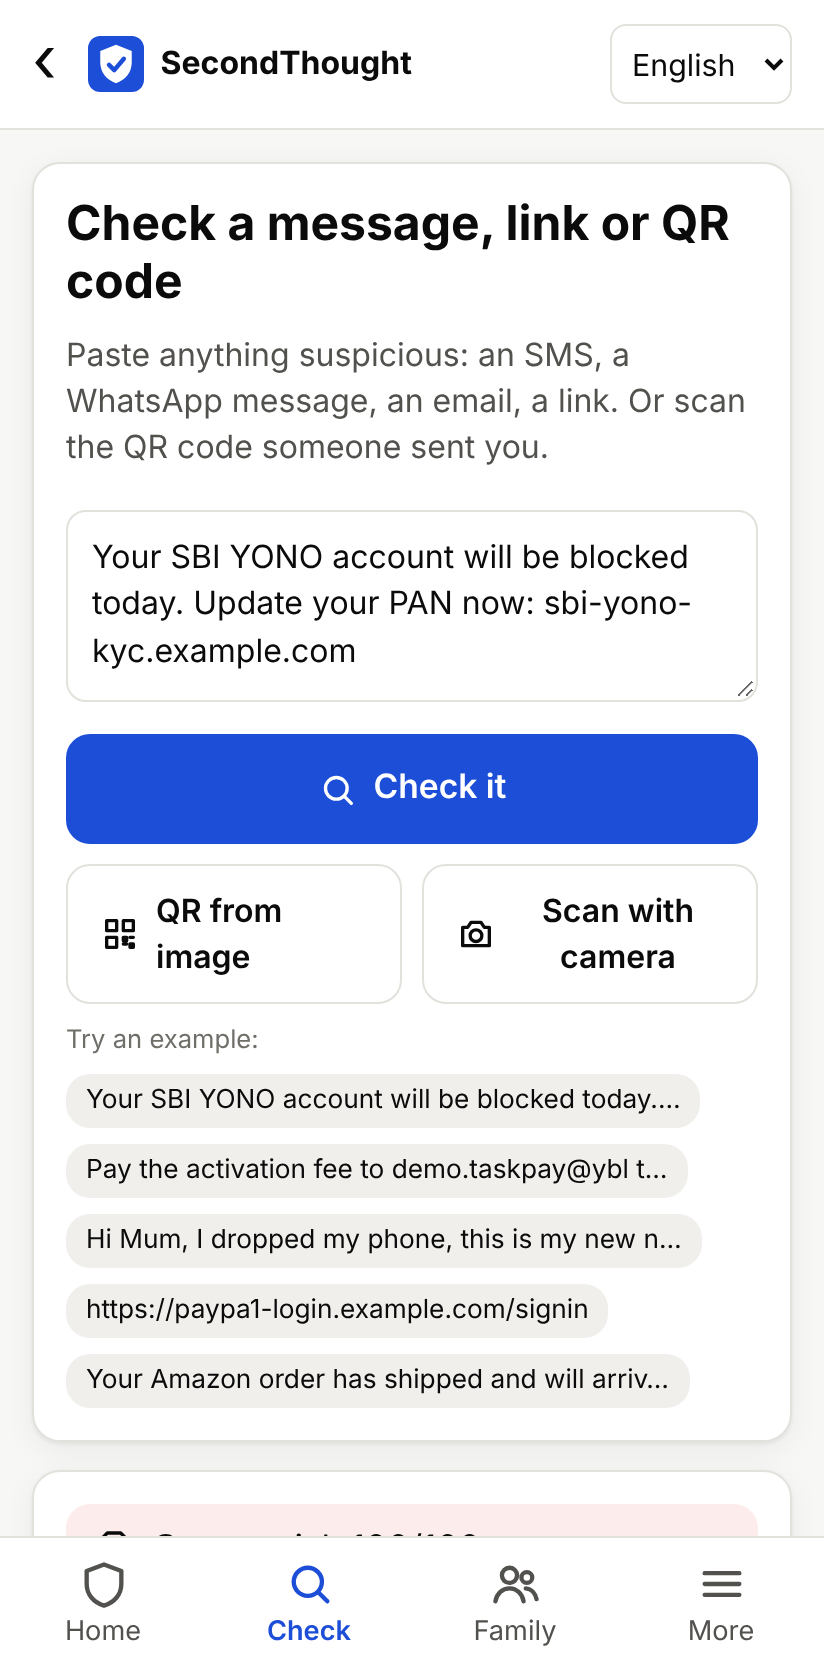 SecondThought
English
Check a message, link or QR
code
Paste anything suspicious: an SMS, a
WhatsApp message, an email, a link. Or scan
the QR code someone sent you.
Your SBI YONO account will be blocked
today. Update your PAN now: sbi-yono-
kyc.example.com
Check it
QR from
image
Scan with
camera
Try an example:
Your SBI YONO account will be blocked today....
Pay the activation fee to demo.taskpay@ybl t...
Hi Mum, I dropped my phone, this is my new n...
https://paypa1-login.example.com/signin
Your Amazon order has shipped and will arriv...
Home
Check
Family
More